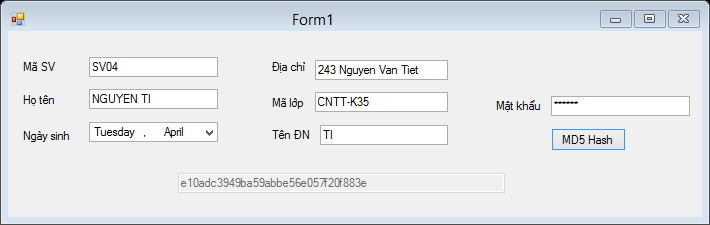 Form1
Mã SV SV04
Địa chỉ 243 Nguyen Van Tiet
Họ tên NGUYEN TI
Mã lớp CNTT-K35
Mật khẩu ******
Ngày sinh Tuesday , April
Tên ĐN TI
MD5 Hash
e10adc3949ba59abbe56e057f20f883e